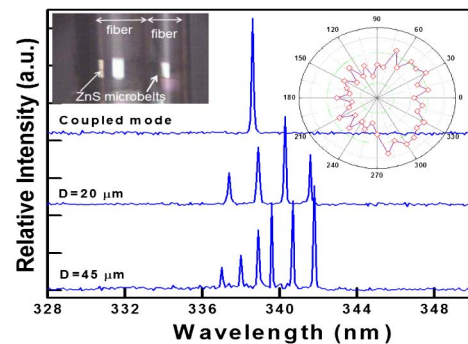 fiber
fiber
ZnS microbelts
90
120
60
150
30
180
0
210
330
240
300
270
Coupled mode
D=20 μm
D=45 μm
Relative Intensity (a.u.)
328
332
336
340
344
348
Wavelength (nm)